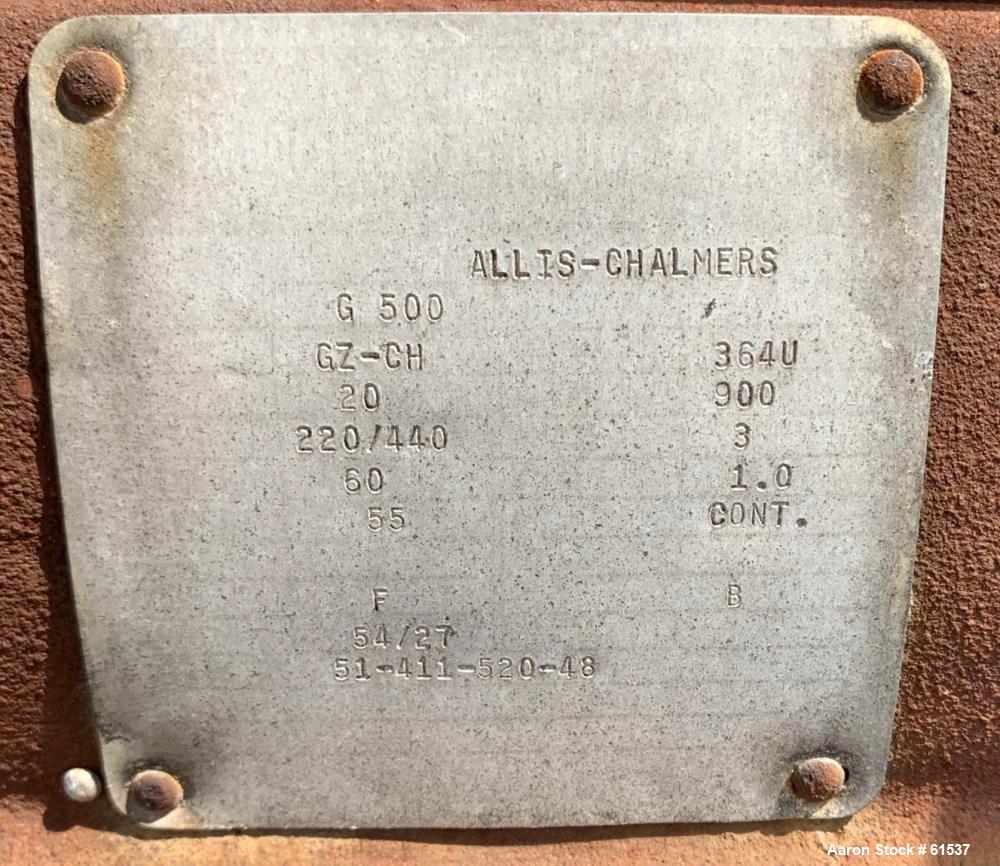 ALLIS-CHALMERS
G 500
GZ-CH 364U
20 900
220/440 3
60 1.0
55 CONT.
F B
54/27
51-411-520-48
Aaron Stock # 61537